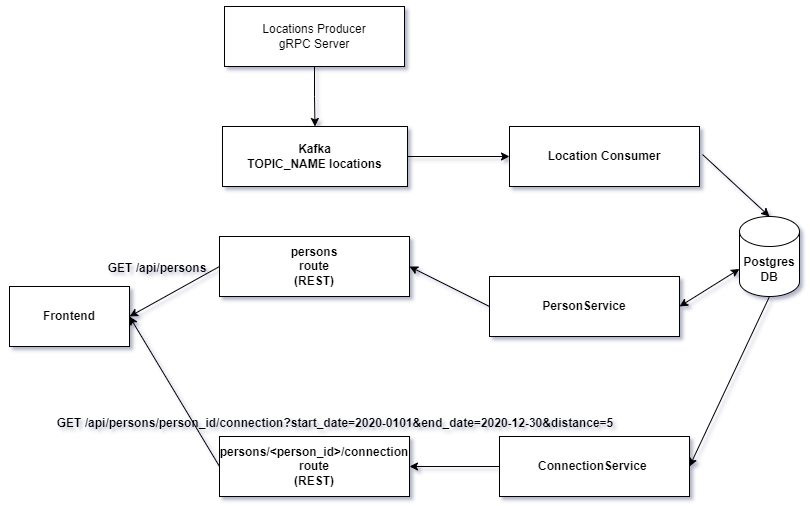 Locations Producer
gRPC Server
Kafka
TOPIC_NAME locations
Location Consumer
Postgres
DB
persons
route
(REST)
GET /api/persons
PersonService
Frontend
GET /api/persons/person_id/connection?start_date=2020-0101&end_date=2020-12-30&distance=5
persons/<person_id>/connection
route
(REST)
ConnectionService